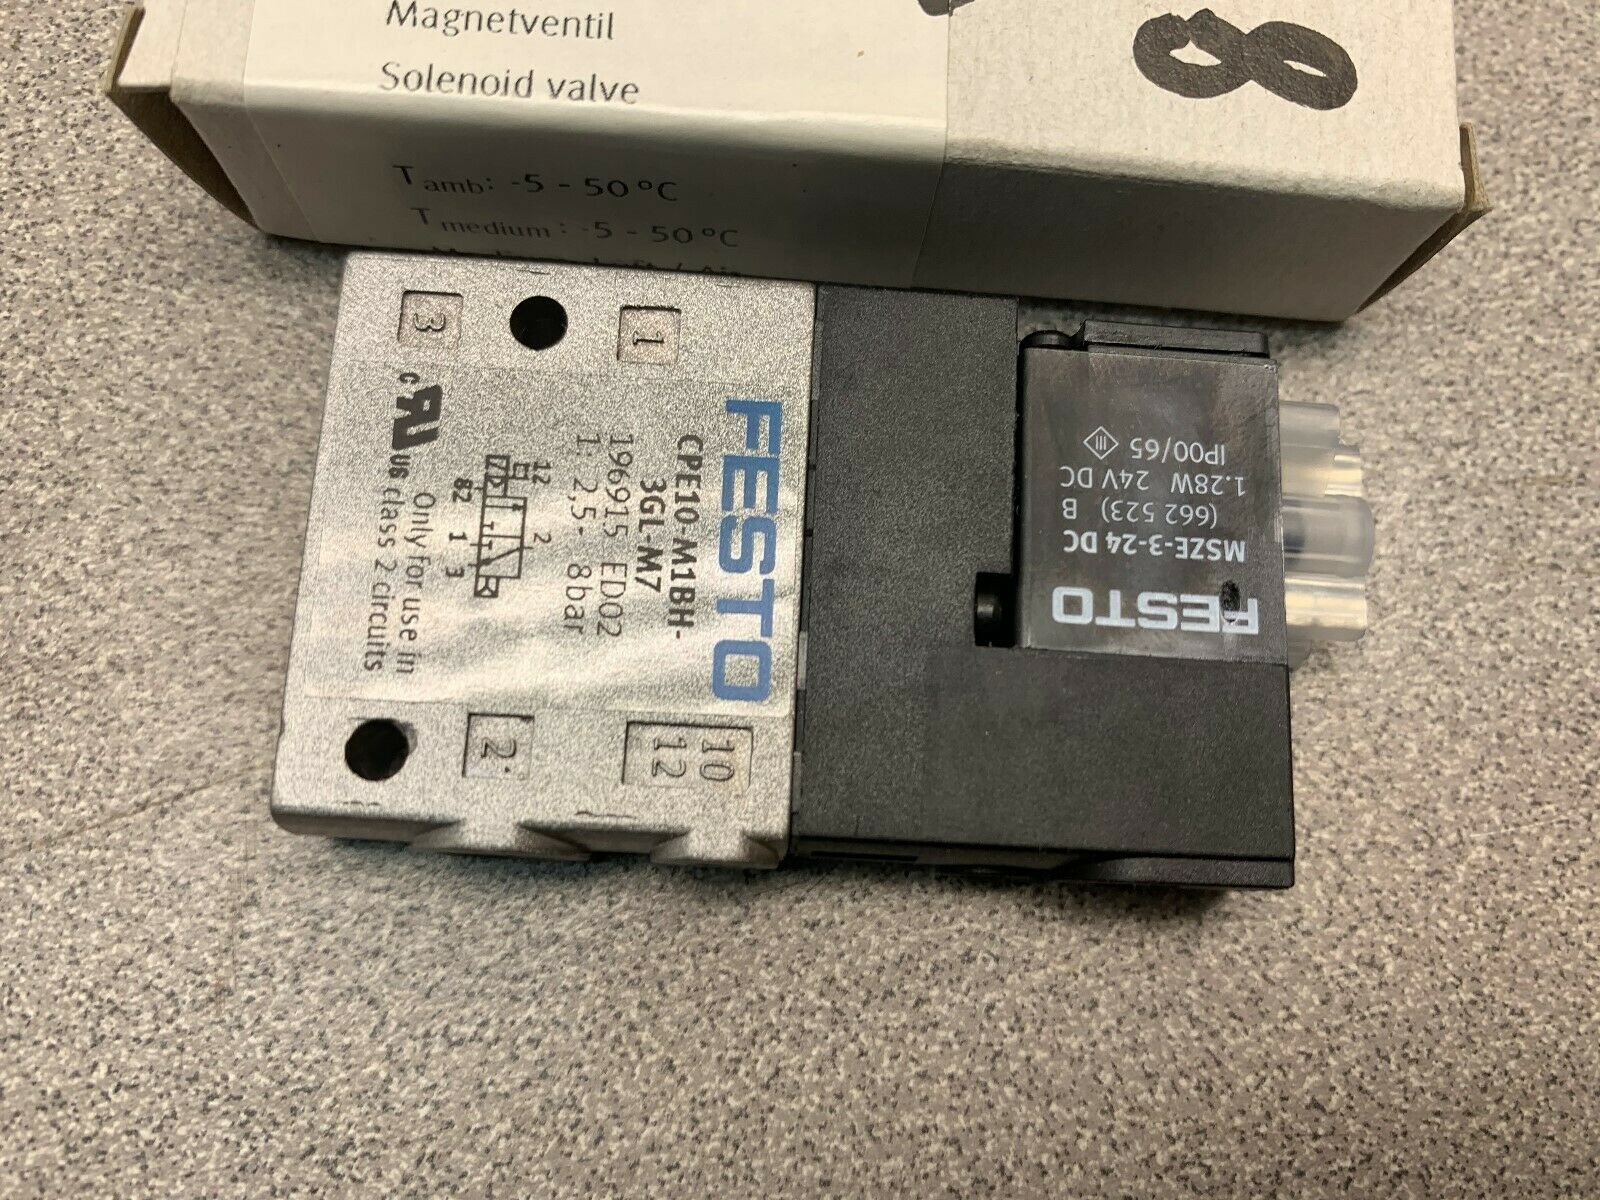 Magnetventil
Solenoid valve
8
Tamb: -5 - 50 °C
Tmedium: -5 - 50 °C
3
1
FESTO
CPE10-M1BH-
3GL-M7
196915 ED02
1: 2,5- 8bar
12 2
82 1 3
c US
Only for use in
class 2 circuits
2
10
12
FESTO
MSZE-3-24 DC
(662 523) B
1.28W 24V DC
IP00/65
III